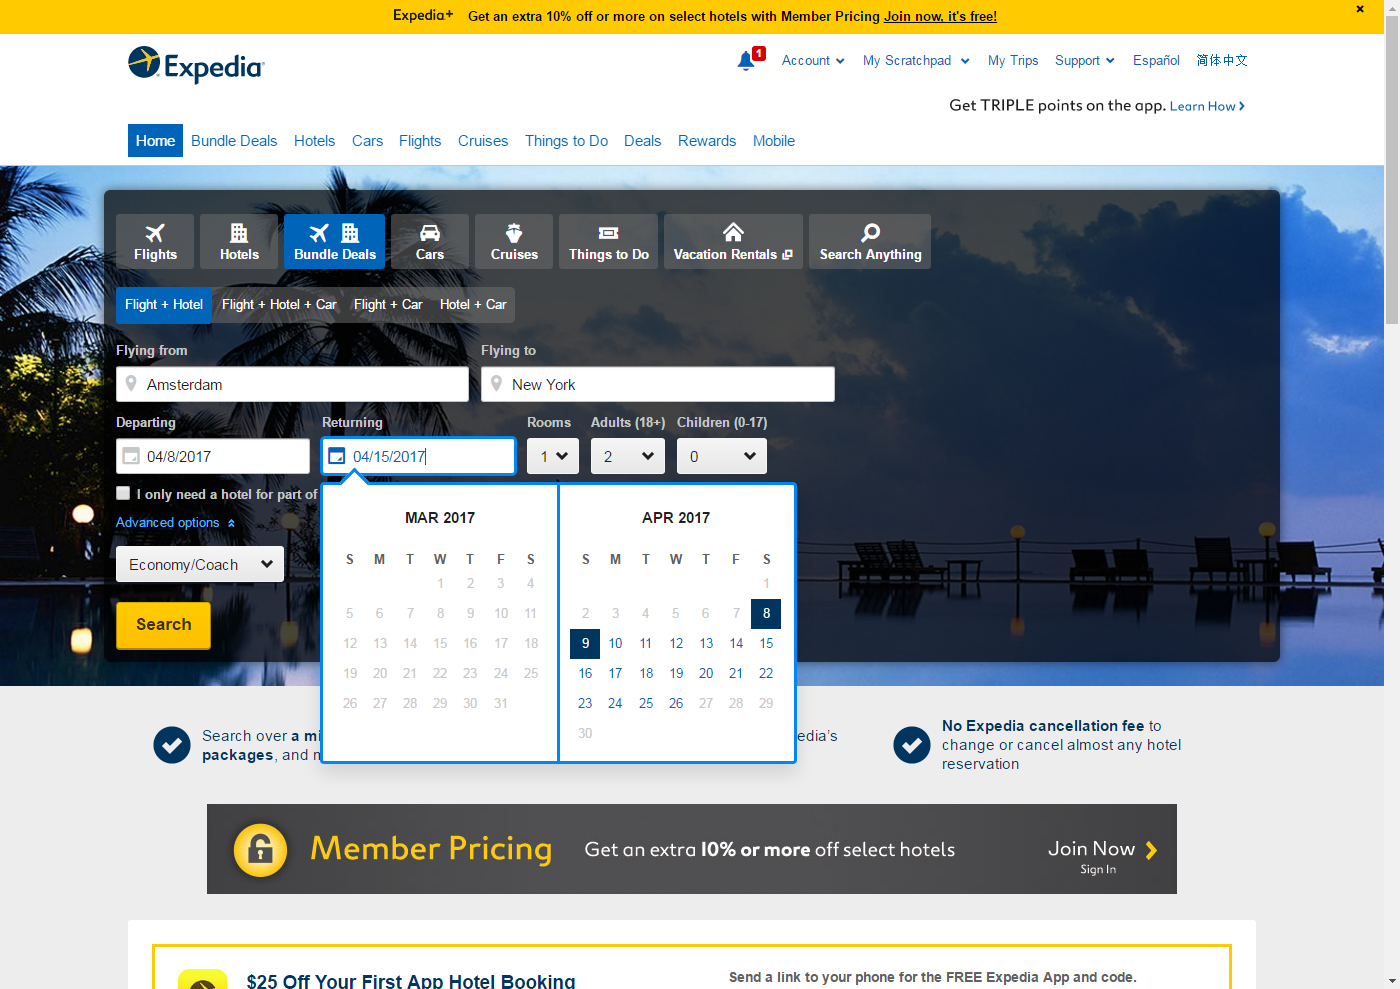 Expedia+ Get an extra 10% off or more on select hotels with Member Pricing Join now, it's free!
Expedia
1 Account My Scratchpad My Trips Support Español 简体中文
Get TRIPLE points on the app. Learn How
Home Bundle Deals Hotels Cars Flights Cruises Things to Do Deals Rewards Mobile
Flights Hotels Bundle Deals Cars Cruises Things to Do Vacation Rentals Search Anything
Flight + Hotel Flight + Hotel + Car Flight + Car Hotel + Car
Flying from Flying to
Amsterdam New York
Departing Returning Rooms Adults (18+) Children (0-17)
04/8/2017 04/15/2017 1 2 0
I only need a hotel for part of
Advanced options
Economy/Coach
Search
MAR 2017
S M T W T F S
1 2 3 4
5 6 7 8 9 10 11
12 13 14 15 16 17 18
19 20 21 22 23 24 25
26 27 28 29 30 31
APR 2017
S M T W T F S
1
2 3 4 5 6 7 8
9 10 11 12 13 14 15
16 17 18 19 20 21 22
23 24 25 26 27 28 29
30
Search over a mi
packages, and m
pedia's
No Expedia cancellation fee to
change or cancel almost any hotel
reservation
Member Pricing Get an extra 10% or more off select hotels Join Now
Sign In
$25 Off Your First App Hotel Booking
Send a link to your phone for the FREE Expedia App and code.